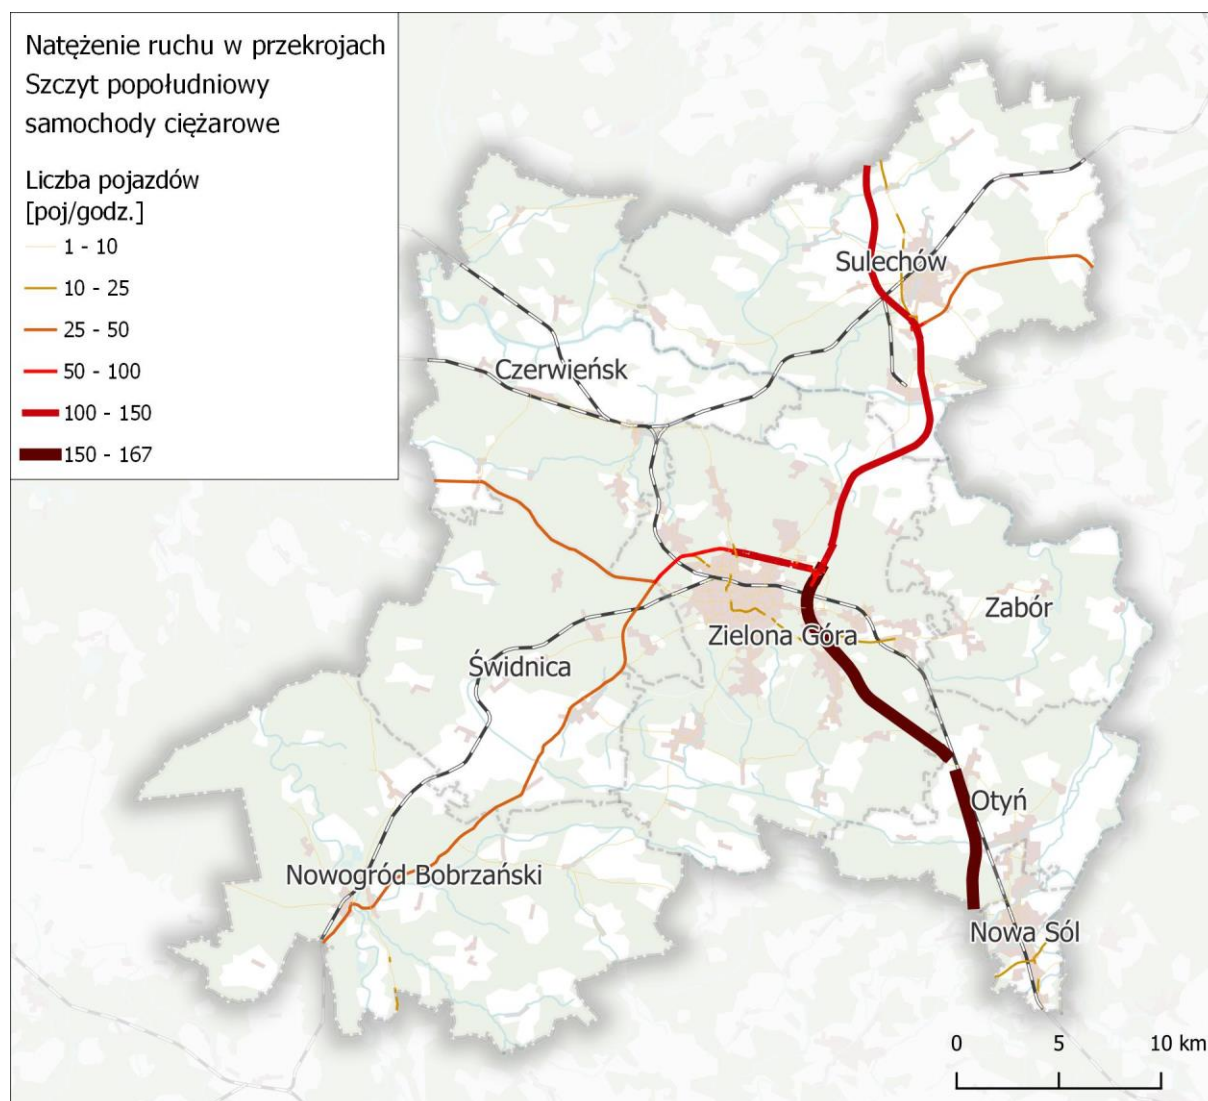 Natężenie ruchu w przekrojach
Szczyt popołudniowy
samochody ciężarowe
Liczba pojazdów
[poj/godz.]
1 - 10
10 - 25
25 - 50
50 - 100
100 - 150
150 - 167
Sulechów
Czerwieńsk
Zabór
Zielona Góra
Świdnica
Otyń
Nowogród Bobrzański
Nowa Sól
0 5 10 km